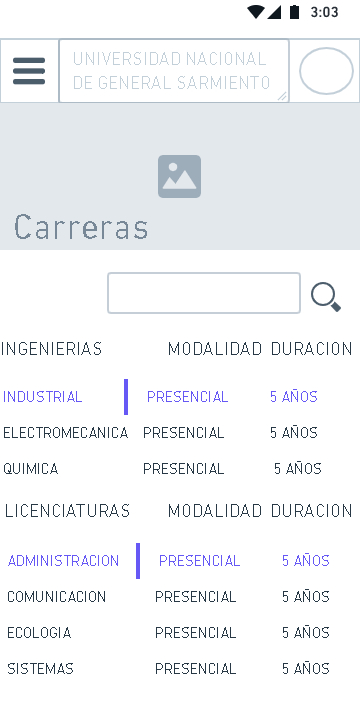 3:03
UNIVERSIDAD NACIONAL
DE GENERAL SARMIENTO
Carreras
INGENIERIAS MODALIDAD DURACION
INDUSTRIAL PRESENCIAL 5 AÑOS
ELECTROMECANICA PRESENCIAL 5 AÑOS
QUIMICA PRESENCIAL 5 AÑOS
LICENCIATURAS MODALIDAD DURACION
ADMINISTRACION PRESENCIAL 5 AÑOS
COMUNICACION PRESENCIAL 5 AÑOS
ECOLOGIA PRESENCIAL 5 AÑOS
SISTEMAS PRESENCIAL 5 AÑOS